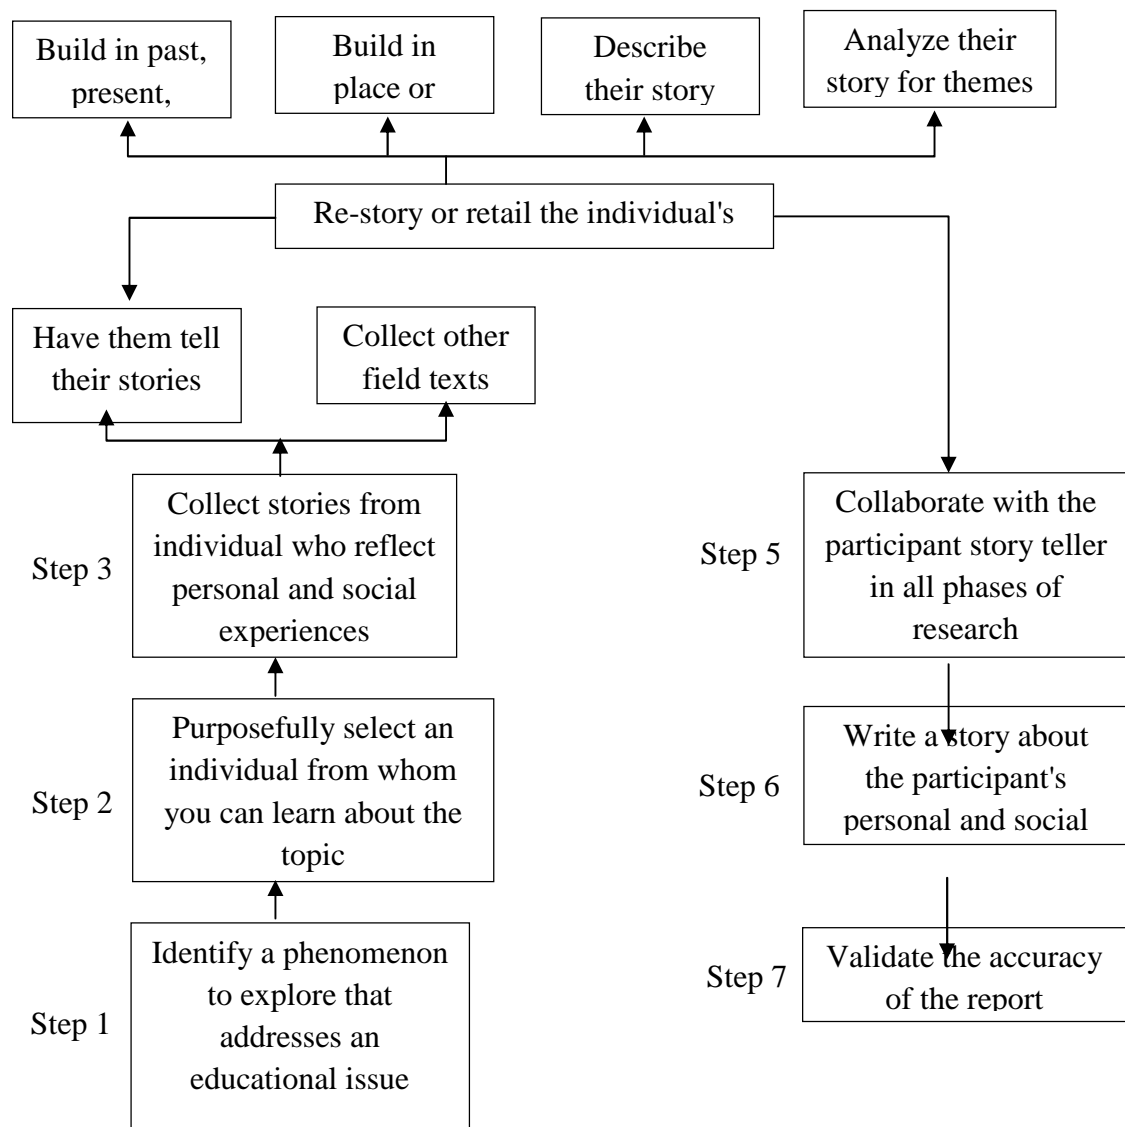 Build in past,
present,
Build in
place or
Describe
their story
Analyze their
story for themes
Re-story or retail the individual's
Have them tell
their stories
Collect other
field texts
Step 3
Collect stories from
individual who reflect
personal and social
experiences
Step 5
Collaborate with the
participant story teller
in all phases of
research
Step 2
Purposefully select an
individual from whom
you can learn about the
topic
Step 6
Write a story about
the participant's
personal and social
Step 1
Identify a phenomenon
to explore that
addresses an
educational issue
Step 7
Validate the accuracy
of the report